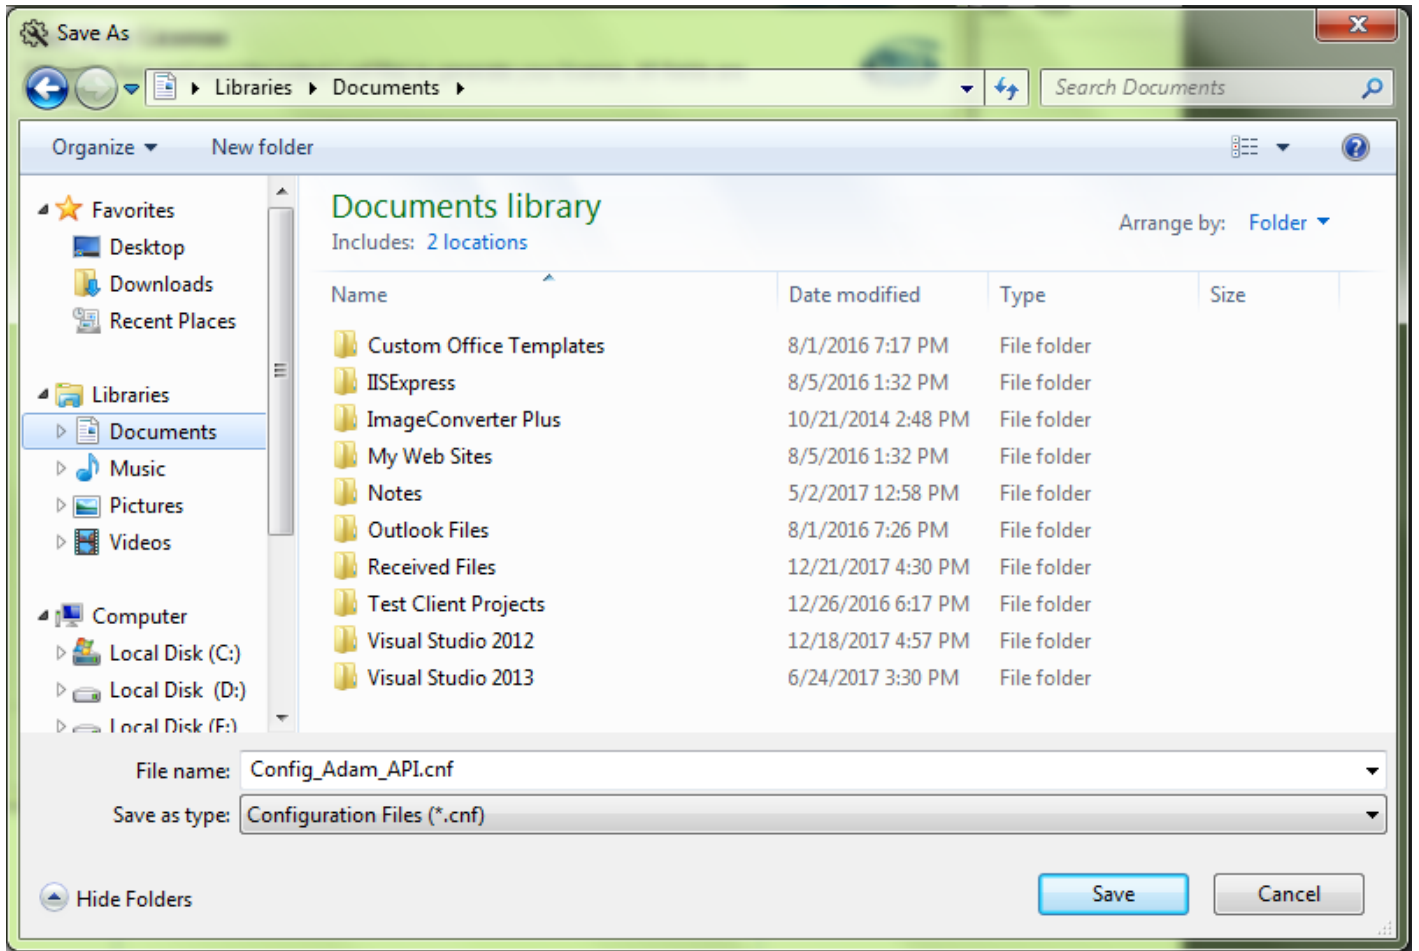 Save As
Libraries Documents
Search Documents
Organize New folder
Favorites
Desktop
Downloads
Recent Places
Libraries
Documents
Music
Pictures
Videos
Computer
Local Disk (C:)
Local Disk (D:)
Local Disk (E:)
Documents library
Includes: 2 locations
Arrange by: Folder
Name Date modified Type Size
Custom Office Templates 8/1/2016 7:17 PM File folder
IISExpress 8/5/2016 1:32 PM File folder
ImageConverter Plus 10/21/2014 2:48 PM File folder
My Web Sites 8/5/2016 1:32 PM File folder
Notes 5/2/2017 12:58 PM File folder
Outlook Files 8/1/2016 7:26 PM File folder
Received Files 12/21/2017 4:30 PM File folder
Test Client Projects 12/26/2016 6:17 PM File folder
Visual Studio 2012 12/18/2017 4:57 PM File folder
Visual Studio 2013 6/24/2017 3:30 PM File folder
File name: Config_Adam_API.cnf
Save as type: Configuration Files (*.cnf)
Hide Folders
Save Cancel